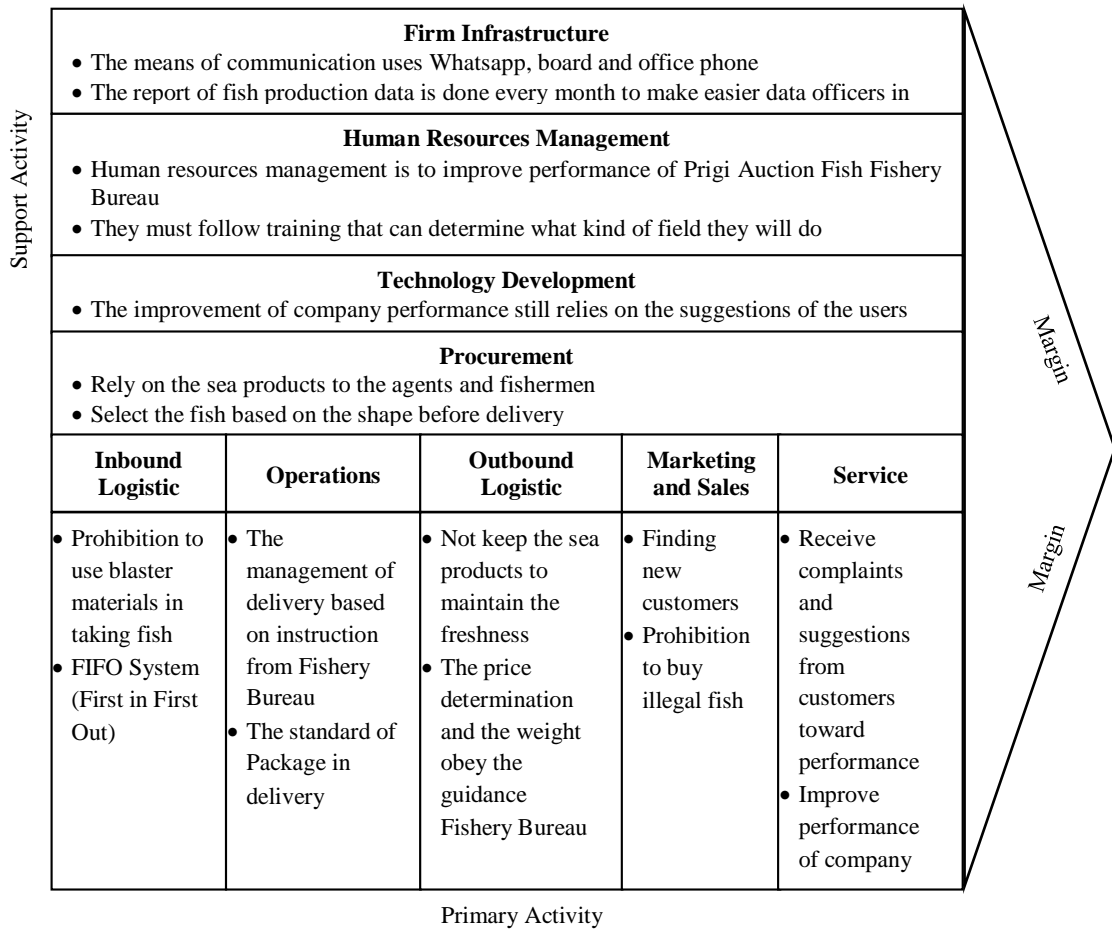 Firm Infrastructure
• The means of communication uses Whatsapp, board and office phone
• The report of fish production data is done every month to make easier data officers in
Human Resources Management
• Human resources management is to improve performance of Prigi Auction Fish Fishery
Bureau
• They must follow training that can determine what kind of field they will do
Technology Development
• The improvement of company performance still relies on the suggestions of the users
Procurement
• Rely on the sea products to the agents and fishermen
• Select the fish based on the shape before delivery
Support Activity
Inbound
Logistic
• Prohibition to
use blaster
materials in
taking fish
• FIFO System
(First in First
Out)
Operations
• The
management of
delivery based
on instruction
from Fishery
Bureau
• The standard of
Package in
delivery
Outbound
Logistic
• Not keep the sea
products to
maintain the
freshness
• The price
determination
and the weight
obey the
guidance
Fishery Bureau
Marketing
and Sales
• Finding
new
customers
• Prohibition
to buy
illegal fish
Service
• Receive
complaints
and
suggestions
from
customers
toward
performance
• Improve
performance
of company
Margin
Margin
Primary Activity